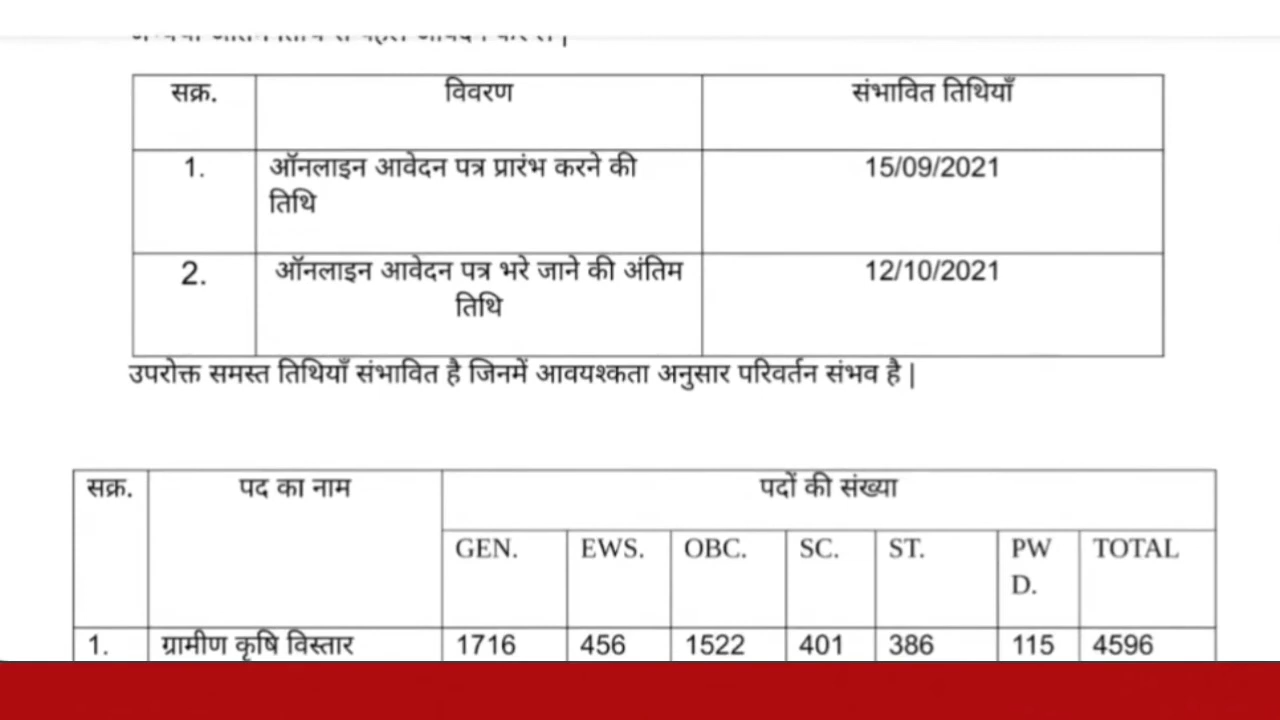 सक्र. विवरण संभावित तिथियाँ
1. ऑनलाइन आवेदन पत्र प्रारंभ करने की 15/09/2021
तिथि
2. ऑनलाइन आवेदन पत्र भरे जाने की अंतिम 12/10/2021
तिथि
उपरोक्त समस्त तिथियाँ संभावित है जिनमें आवयश्कता अनुसार परिवर्तन संभव है |
सक्र. पद का नाम पदों की संख्या
GEN. EWS. OBC. SC. ST. PW TOTAL
D.
1. ग्रामीण कृषि विस्तार 1716 456 1522 401 386 115 4596